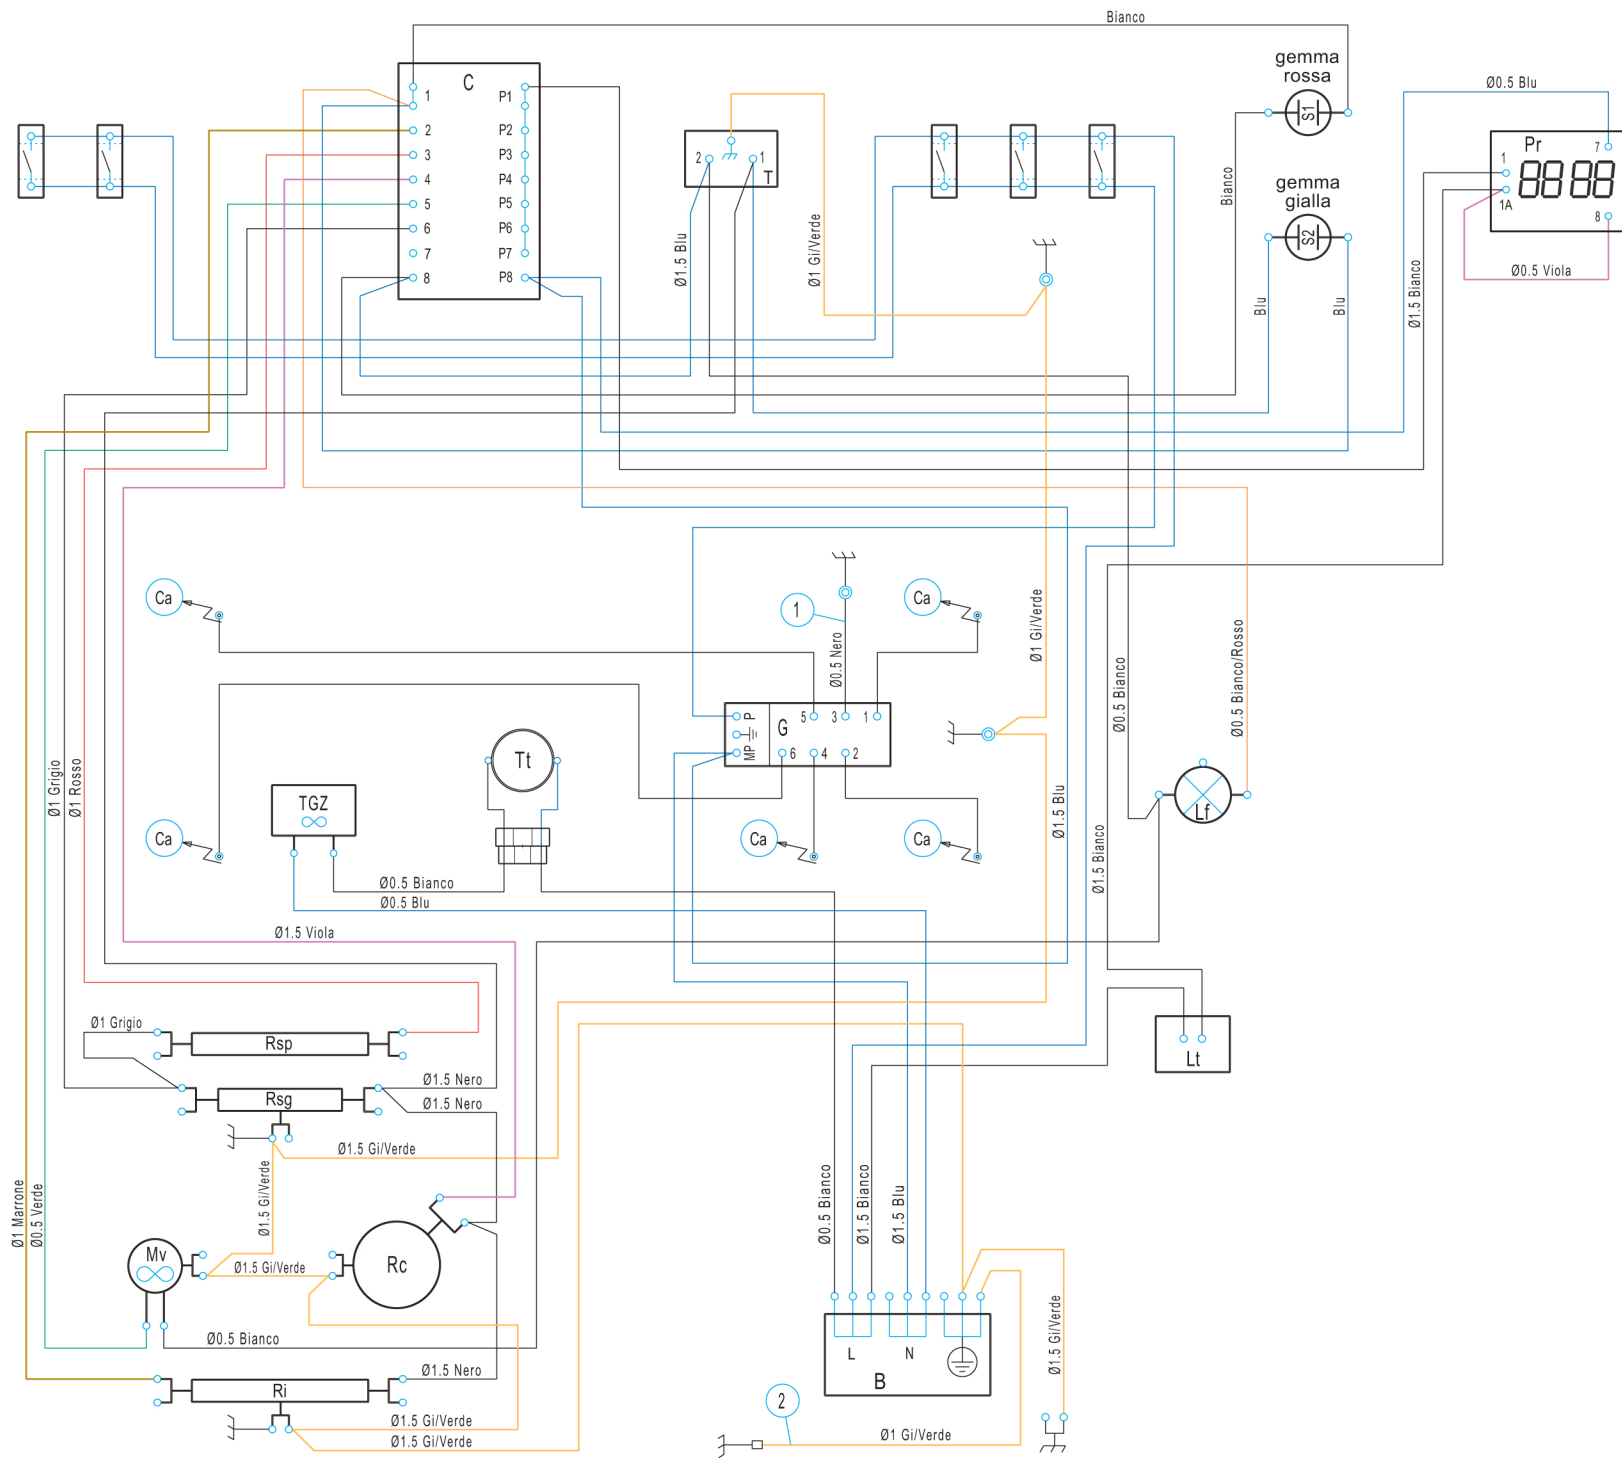 Bianco
gemma
rossa
S1
Bianco
gemma
gialla
S2
Blu
Blu
Ø0.5 Blu
Pr
7
1
88 88
1A
8
Ø0.5 Viola
Ø1.5 Bianco
C
1
P1
2
P2
3
P3
4
P4
5
P5
6
P6
7
P7
8
P8
2
1
T
Ø1.5 Blu
Ø1 Gi/Verde
Ca
1
Ca
Ø0.5 Nero
Ø1 Gi/Verde
Ø0.5 Bianco
Ø0.5 Bianco/Rosso
P
G
5
3
1
MP
6
4
2
Tt
TGZ
Ø1 Grigio
Ø1 Rosso
Ca
Ca
Ca
Ø1.5 Blu
Lf
Ø1.5 Bianco
Ø0.5 Bianco
Ø0.5 Blu
Ø1.5 Viola
Ø1 Grigio
Rsp
Lt
Ø1.5 Nero
Rsg
Ø1.5 Nero
Ø1.5 Gi/Verde
Ø1.5 Gi/Verde
Ø1 Marrone
Ø0.5 Verde
Mv
Ø1.5 Gi/Verde
Rc
Ø0.5 Bianco
Ø0.5 Bianco
Ø1.5 Bianco
Ø1.5 Blu
L
N
B
Ø1.5 Gi/Verde
Ø1.5 Nero
Ri
Ø1.5 Gi/Verde
Ø1.5 Gi/Verde
2
Ø1 Gi/Verde